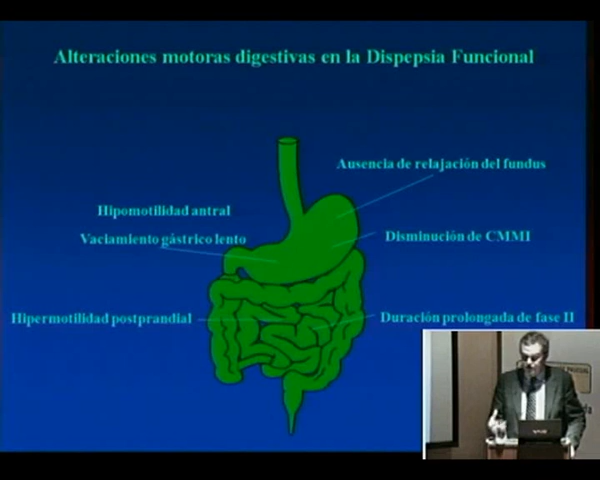 Alteraciones motoras digestivas en la Dispepsia Funcional
Ausencia de relajación del fundus
Hipomotilidad antral
Vaciamiento gástrico lento
Disminución de CMMI
Hipermotilidad postprandial
Duración prolongada de fase II